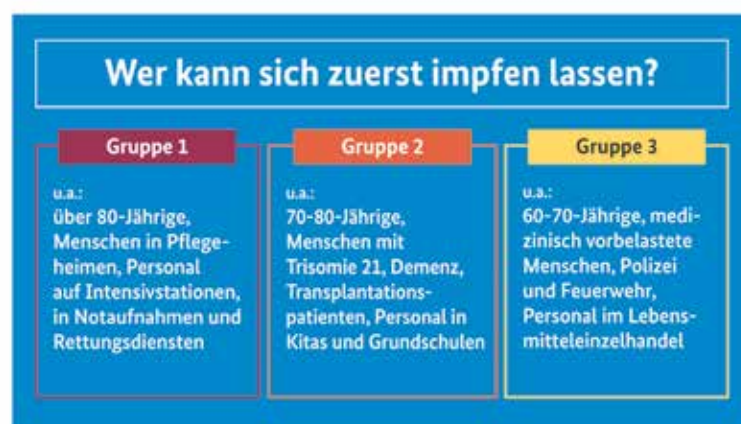 Wer kann sich zuerst impfen lassen?
Gruppe 1
u.a.:
über 80-Jährige,
Menschen in Pflege-
heimen, Personal
auf Intensivstationen,
in Notaufnahmen und
Rettungsdiensten
Gruppe 2
u.a.:
70-80-Jährige,
Menschen mit
Trisomie 21, Demenz,
Transplantations-
patienten, Personal in
Kitas und Grundschulen
Gruppe 3
u.a.:
60-70-Jährige, medi-
zinisch vorbelastete
Menschen, Polizei
und Feuerwehr,
Personal im Lebens-
mitteleinzelhandel